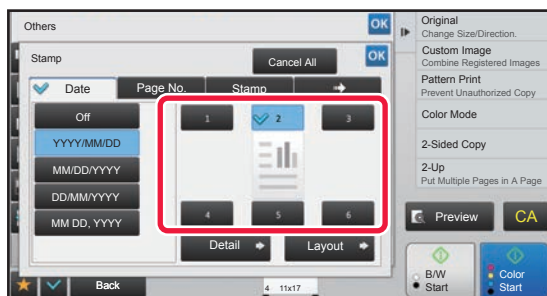 Others
OK
Stamp
Cancel All
OK
Date
Page No.
Stamp
Off
YYYY/MM/DD
MM/DD/YYYY
DD/MM/YYYY
MM DD, YYYY
1
2
3
4
5
6
Detail
Layout
Back
4 11x17
Original
Change Size/Direction.
Custom Image
Combine Registered Images
Pattern Print
Prevent Unauthorized Copy
Color Mode
2-Sided Copy
2-Up
Put Multiple Pages in A Page
Preview
CA
B/W
Start
Color
Start